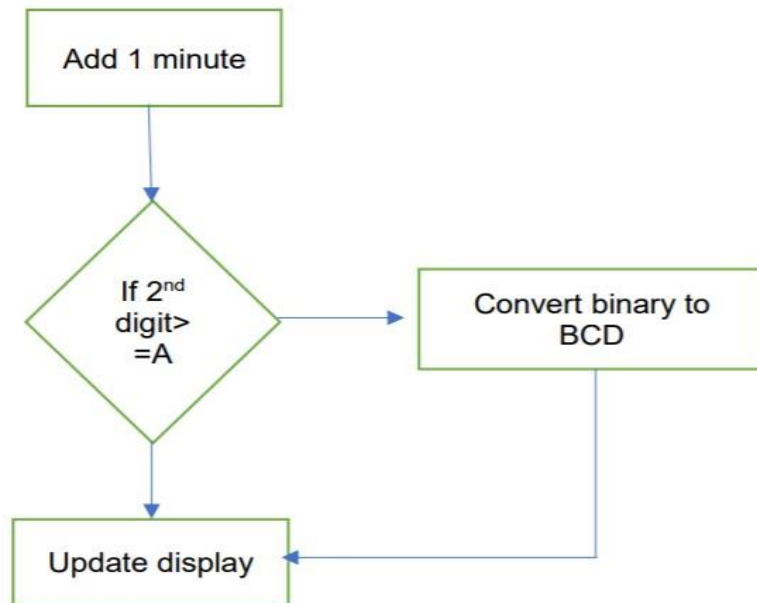 Add 1 minute
If 2nd
digit>
=A
Convert binary to
BCD
Update display